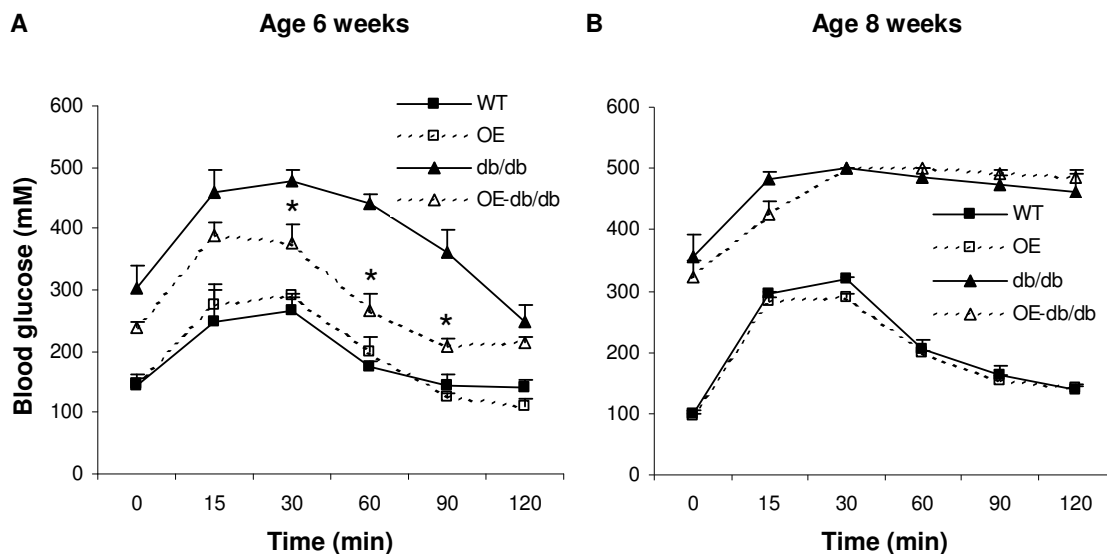 A Age 6 weeks
B Age 8 weeks
Blood glucose (mM)
600
500
400
300
200
100
0
WT
OE
db/db
OE-db/db
*
*
*
0 15 30 60 90 120
Time (min)
600
500
400
300
200
100
0
WT
OE
db/db
OE-db/db
0 15 30 60 90 120
Time (min)